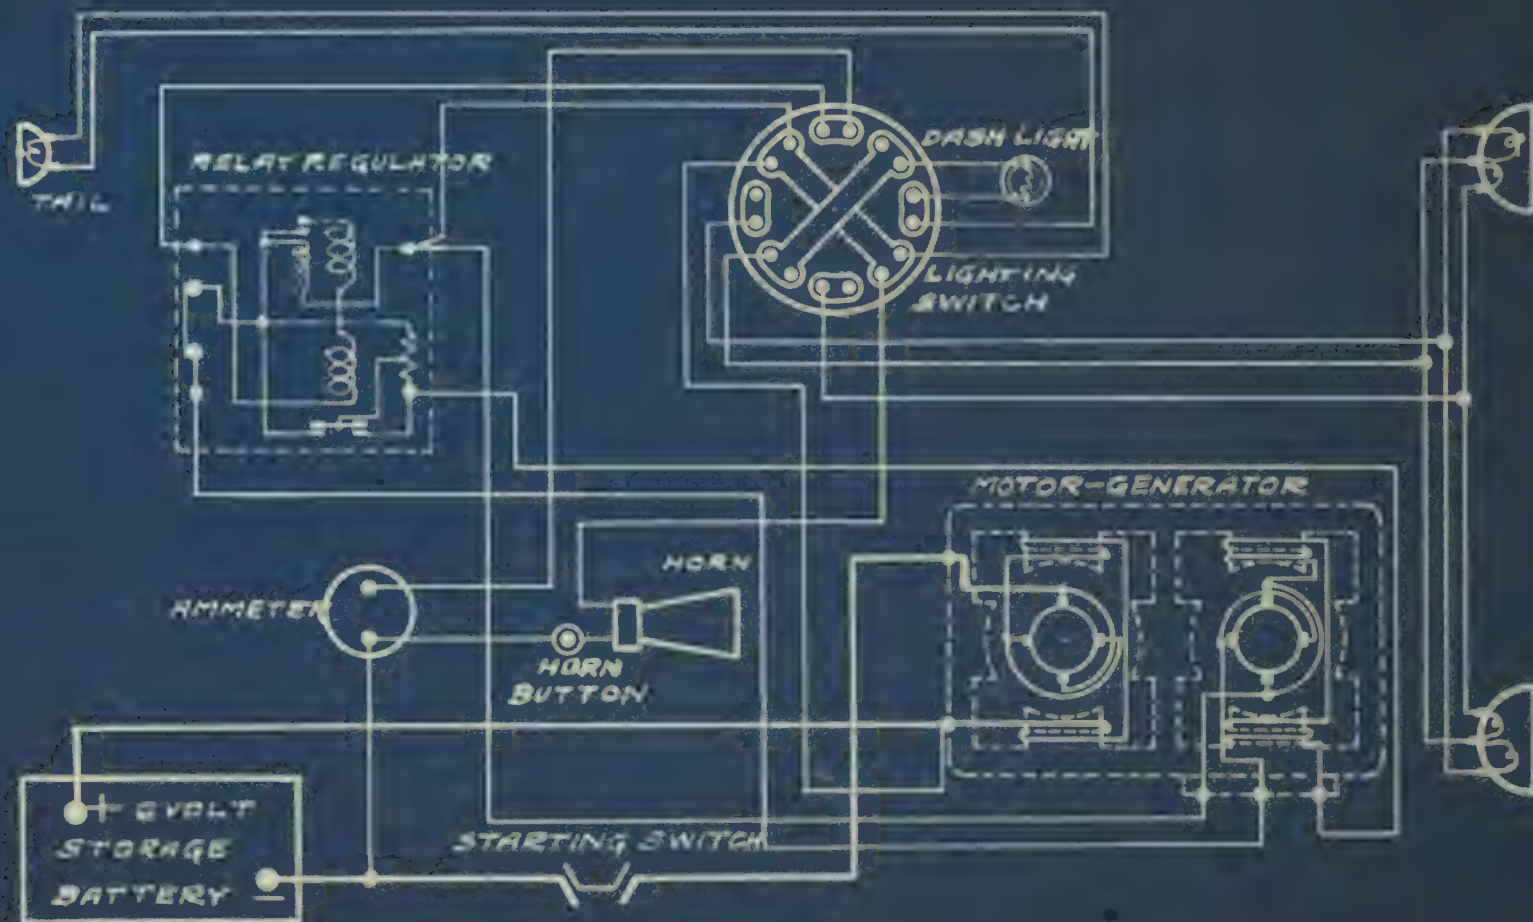 TAIL
RELAY REGULATOR
DASH LIGHT
LIGHTING
SWITCH
MOTOR-GENERATOR
AMMETER
HORN
HORN
BUTTON
+ 6 VOLT
STORAGE
BATTERY -
STARTING SWITCH